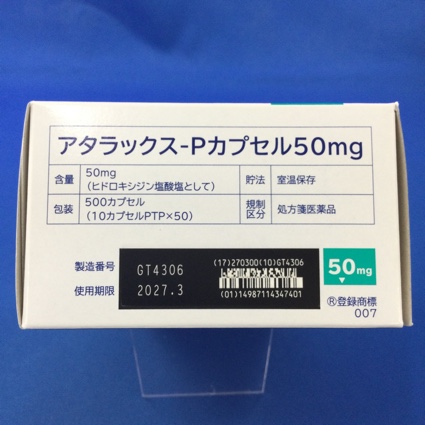 アタラックス-Pカプセル50mg
含量 50mg
(ヒドロキシジン塩酸塩として)
貯法 室温保存
包装 500カプセル
(10カプセルPTP×50)
規制
区分 処方箋医薬品
製造番号 GT4306
使用期限 2027.3
(17)270300(10)GT4306
(01)14987114347401
50mg
®登録商標
007